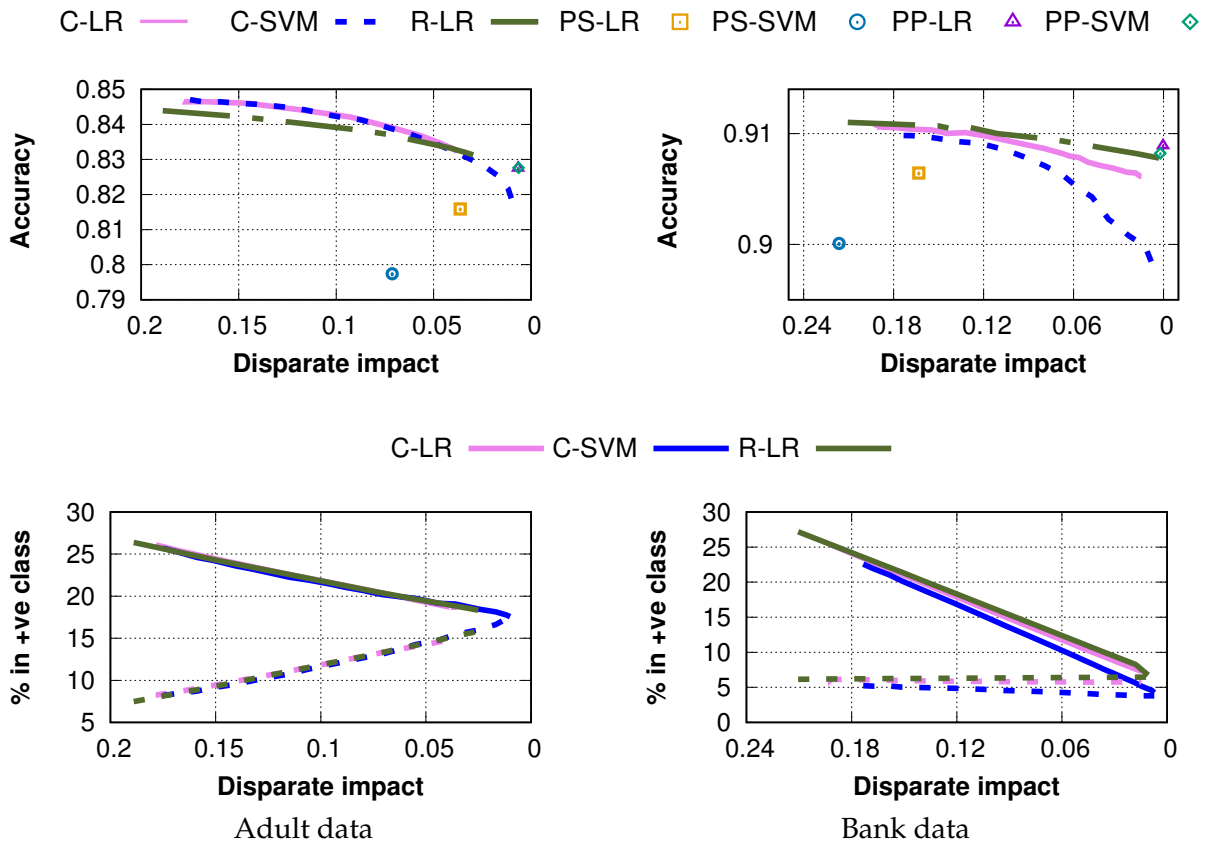 C-LR C-SVM R-LR PS-LR PS-SVM PP-LR PP-SVM
Accuracy
0.85
0.84
0.83
0.82
0.81
0.8
0.79
0.2 0.15 0.1 0.05 0
Disparate impact
Accuracy
0.91
0.9
0.24 0.18 0.12 0.06 0
Disparate impact
C-LR C-SVM R-LR
% in +ve class
30
25
20
15
10
5
0.2 0.15 0.1 0.05 0
Disparate impact
Adult data
% in +ve class
30
25
20
15
10
5
0
0.24 0.18 0.12 0.06 0
Disparate impact
Bank data